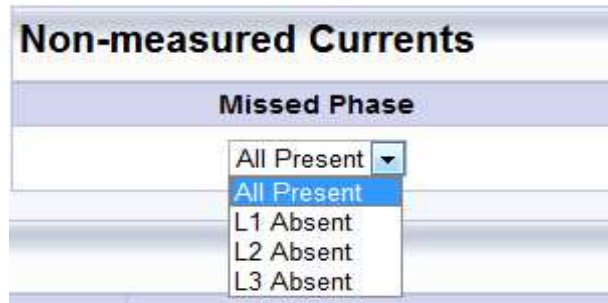 Non-measured Currents
Missed Phase
All Present
All Present
L1 Absent
L2 Absent
L3 Absent